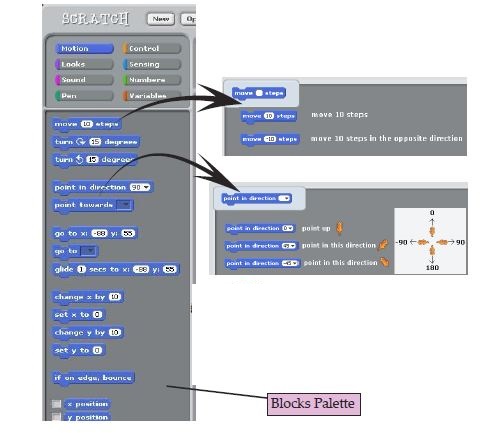 SCRATCH New Op
Motion Control
Looks Sensing
Sound Numbers
Pen Variables
move 10 steps
turn 15 degrees
turn 15 degrees
point in direction 90
point towards
go to x: -88 y: 55
go to
glide 1 secs to x: -88 y: 55
change x by 10
set x to 0
change y by 10
set y to 0
if on edge, bounce
x position
y position
move steps
move 10 steps move 10 steps
move -10 steps move 10 steps in the opposite direction
point in direction
point in direction 0 point up
point in direction 45 point in this direction
point in direction -45 point in this direction
0
-90 90
180
Blocks Palette